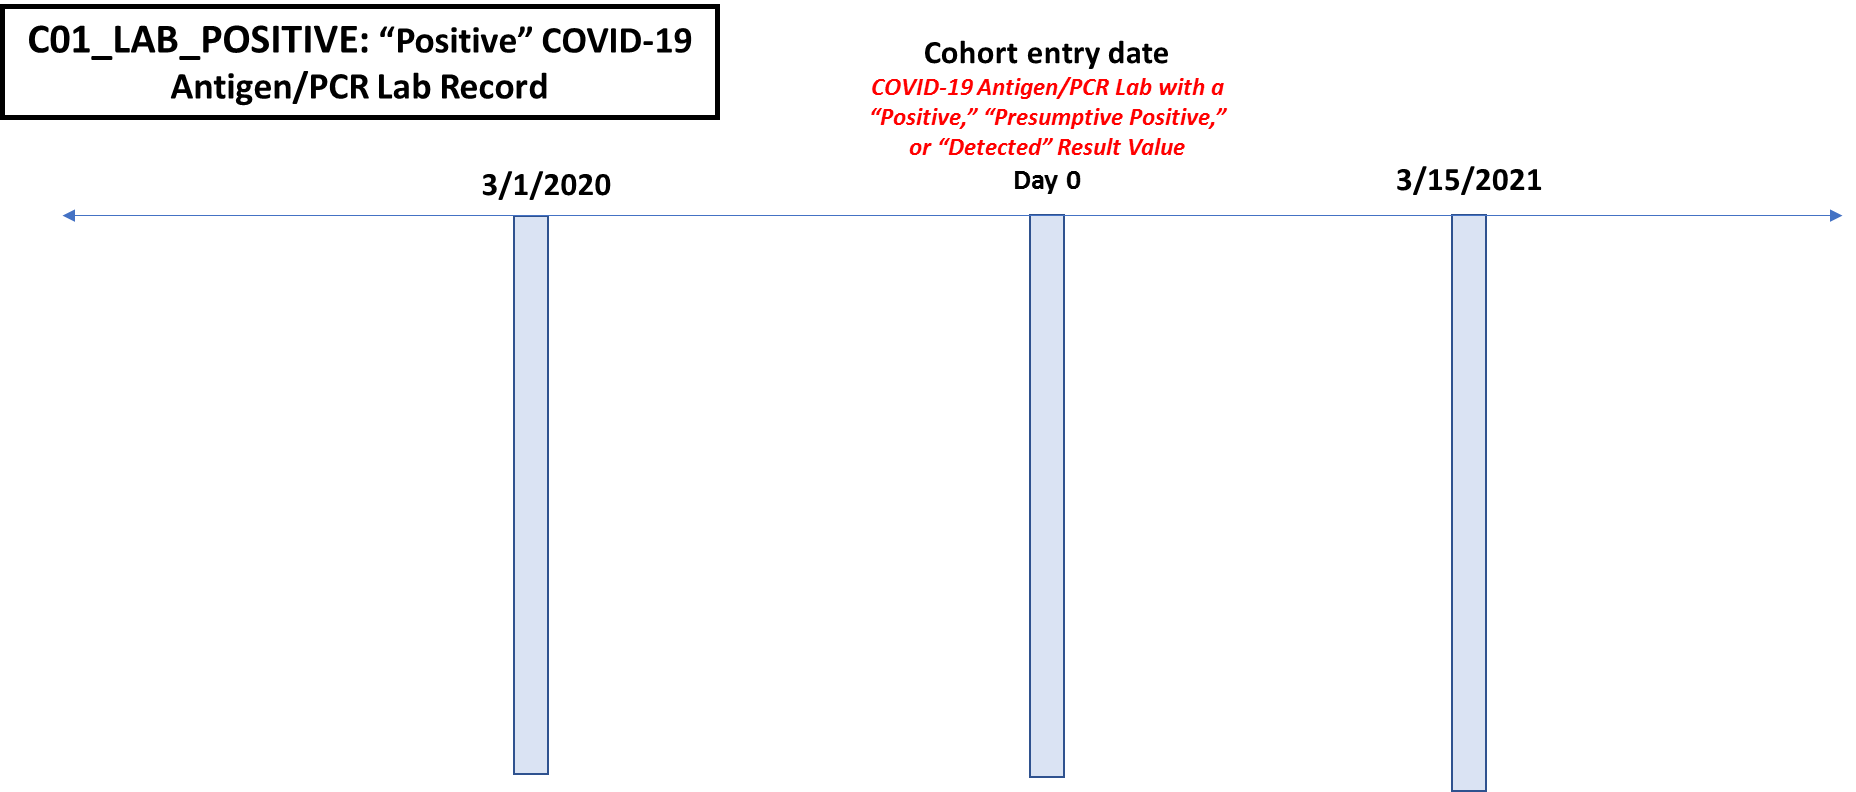 C01_LAB_POSITIVE: “Positive” COVID-19
Antigen/PCR Lab Record
Cohort entry date
COVID-19 Antigen/PCR Lab with a
“Positive,” “Presumptive Positive,”
or “Detected” Result Value
Day 0
3/1/2020
3/15/2021